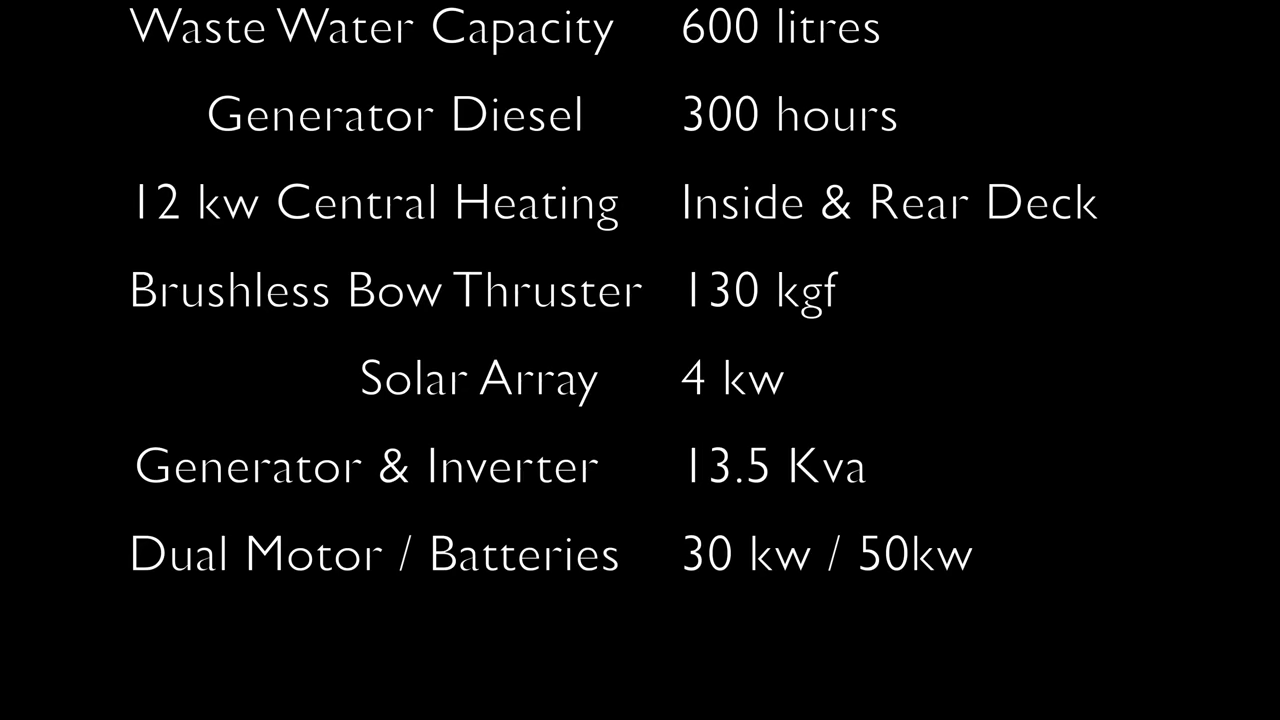 Waste Water Capacity 600 litres
Generator Diesel 300 hours
12 kw Central Heating Inside & Rear Deck
Brushless Bow Thruster 130 kgf
Solar Array 4 kw
Generator & Inverter 13.5 Kva
Dual Motor / Batteries 30 kw / 50kw